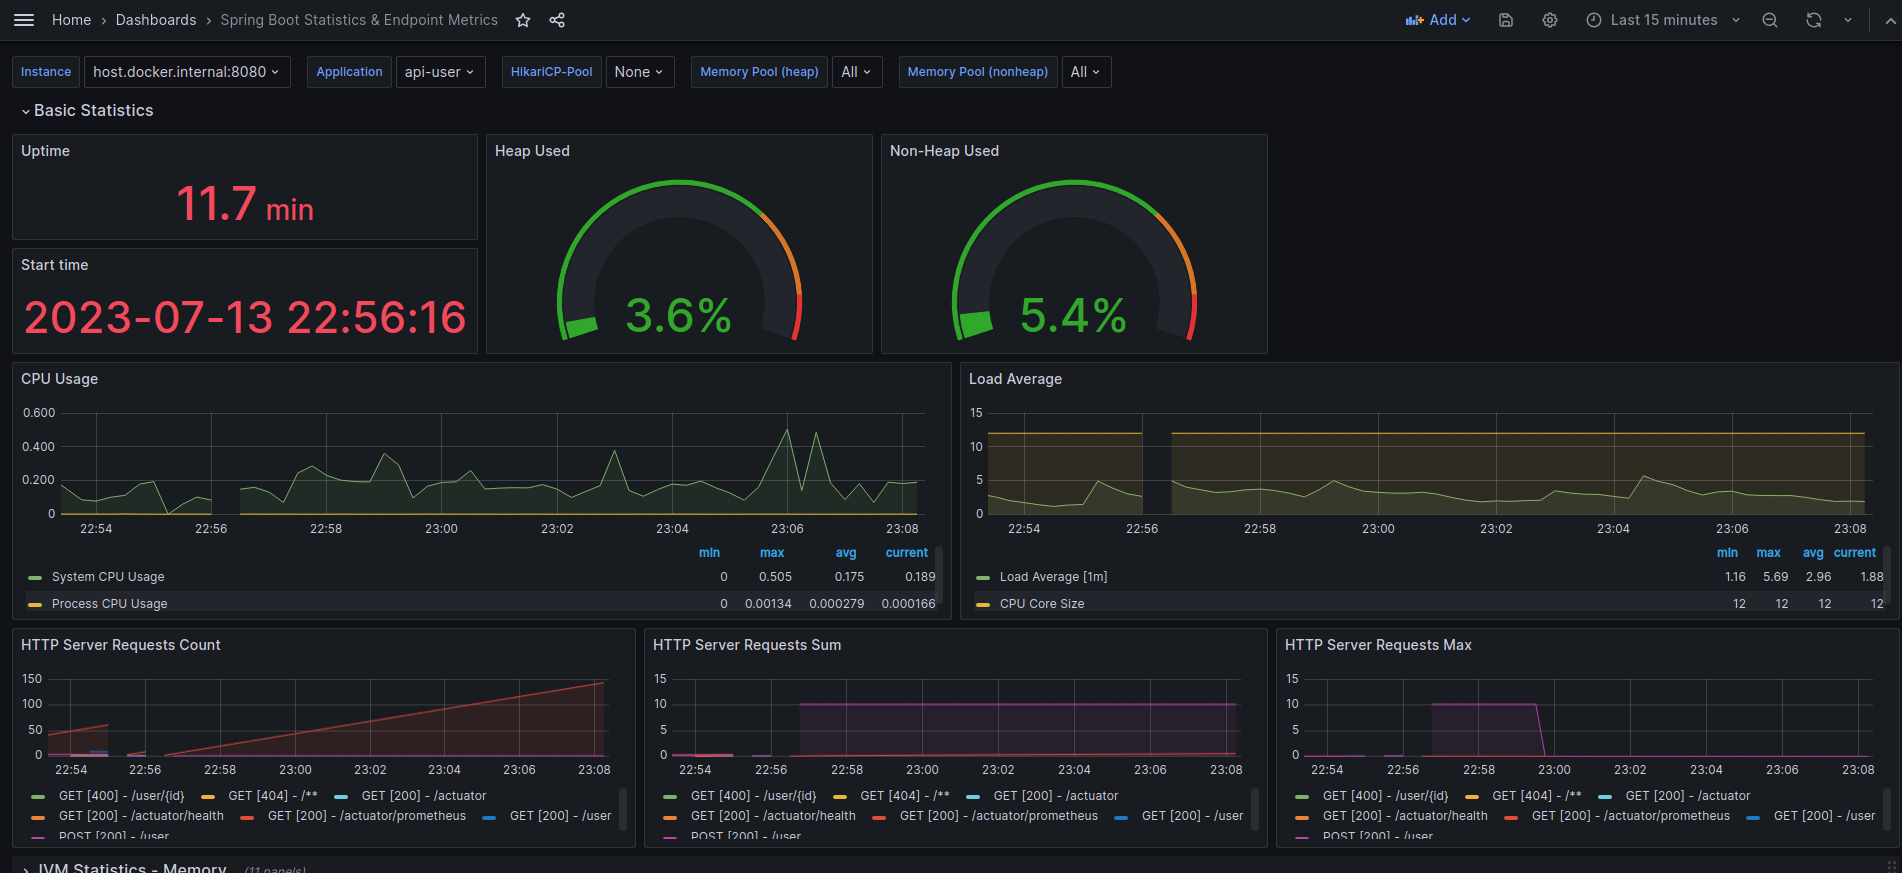 Home › Dashboards › Spring Boot Statistics & Endpoint Metrics Add Last 15 minutes
Instance host.docker.internal:8080 Application api-user HikariCP-Pool None Memory Pool (heap) All Memory Pool (nonheap) All
Basic Statistics
Uptime
11.7 min
Start time
2023-07-13 22:56:16
Heap Used
3.6%
Non-Heap Used
5.4%
CPU Usage
0.600
0.400
0.200
0
22:54 22:56 22:58 23:00 23:02 23:04 23:06 23:08
min max avg current
System CPU Usage 0 0.505 0.175 0.189
Process CPU Usage 0 0.00134 0.000279 0.000166
Load Average
15
10
5
0
22:54 22:56 22:58 23:00 23:02 23:04 23:06 23:08
min max avg current
Load Average [1m] 1.16 5.69 2.96 1.88
CPU Core Size 12 12 12 12
HTTP Server Requests Count
150
100
50
0
22:54 22:56 22:58 23:00 23:02 23:04 23:06 23:08
GET [400] - /user/{id} GET [404] - /** GET [200] - /actuator
GET [200] - /actuator/health GET [200] - /actuator/prometheus GET [200] - /user
POST [200] - /user
HTTP Server Requests Sum
15
10
5
0
22:54 22:56 22:58 23:00 23:02 23:04 23:06 23:08
GET [400] - /user/{id} GET [404] - /** GET [200] - /actuator
GET [200] - /actuator/health GET [200] - /actuator/prometheus GET [200] - /user
POST [200] - /user
HTTP Server Requests Max
15
10
5
0
22:54 22:56 22:58 23:00 23:02 23:04 23:06 23:08
GET [400] - /user/{id} GET [404] - /** GET [200] - /actuator
GET [200] - /actuator/health GET [200] - /actuator/prometheus GET [200] - /user
POST [200] - /user
JVM Statistics - Memory (11 panels)